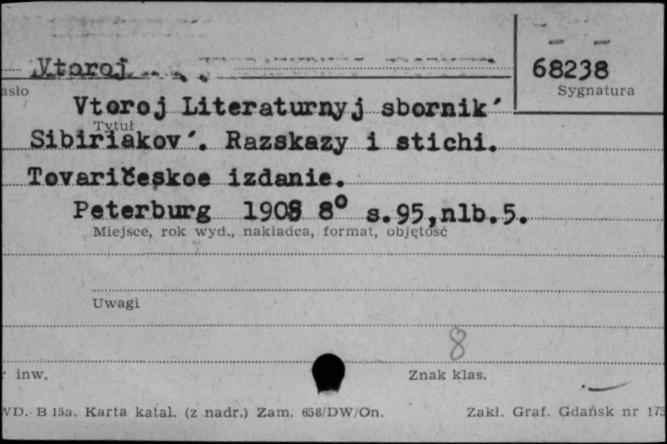 Vtoroj
68238
asło
Sygnatura
Vtoroj Literaturnyj sbornik′
Tytuł
Sibiriakov′. Razskazy i stichi.
Tovaričeskoe izdanie.
Peterburg 1908 8° s.95,nlb.5.
Miejsce, rok wyd., nakładca, format, objętość
Uwagi
8
r inw.
Znak klas.
WD. B 15a. Karta katal. (z nadr.) Zam. 658/DW/On.
Zakł. Graf. Gdańsk nr 175